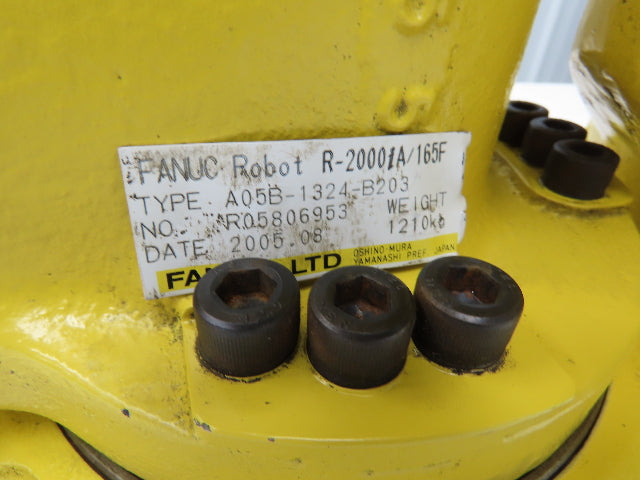 FANUC Robot R-2000iA/165F
TYPE A05B-1324-B203
NO. R05806953 WEIGHT
DATE 2005.08 1210kg
LTD OSHINO-MURA
YAMANASHI PREF. JAPAN